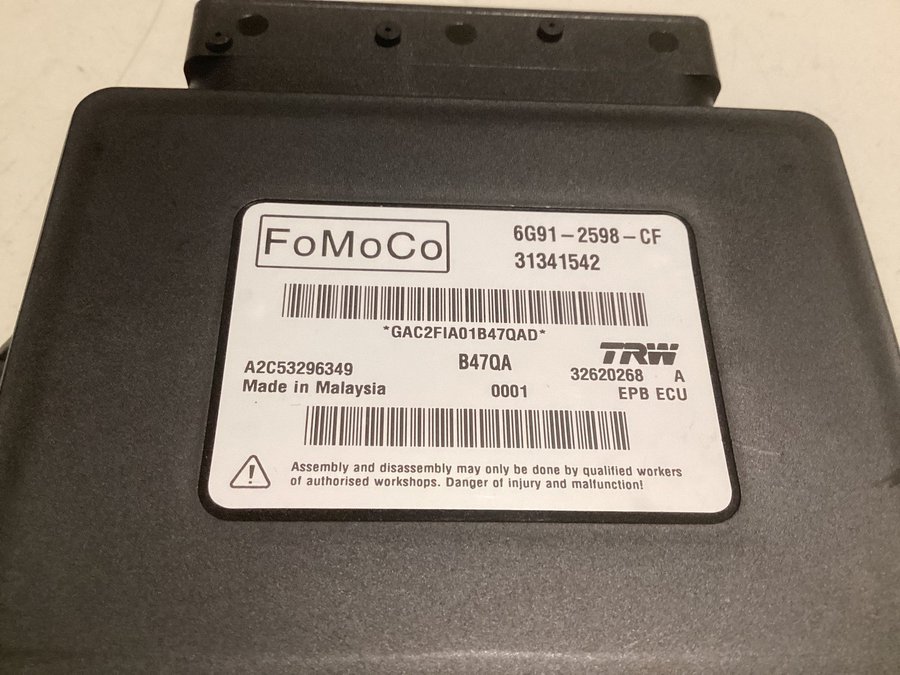 FoMoCo
6G91-2598-CF
31341542
*GAC2FIA01B47QAD*
A2C53296349
Made in Malaysia
B47QA
0001
TRW
32620268 A
EPB ECU
Assembly and disassembly may only be done by qualified workers
of authorised workshops. Danger of injury and malfunction!